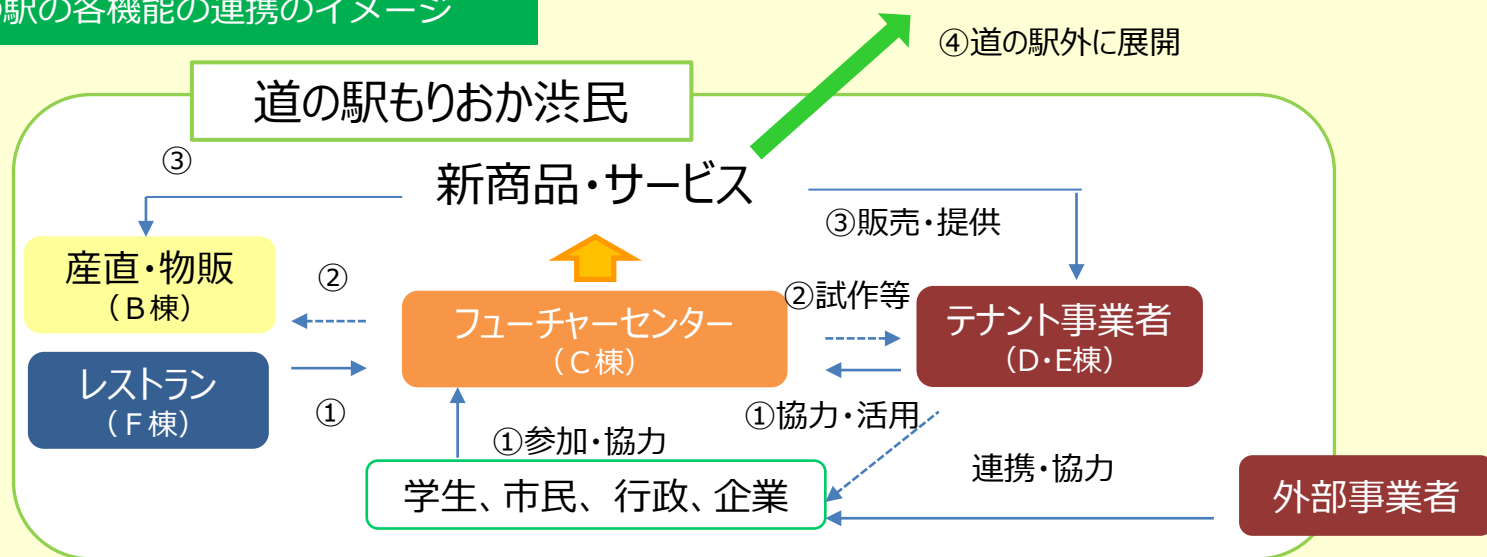 の駅の各機能の連携のイメージ
④道の駅外に展開
道の駅もりおか渋民
③
新商品・サービス
③販売・提供
産直・物販
（Ｂ棟）
②
②試作等
フューチャーセンター
（Ｃ棟）
テナント事業者
（D・E棟）
レストラン
（Ｆ棟）
①
①協力・活用
①参加・協力
連携・協力
学生、市民、行政、企業
外部事業者